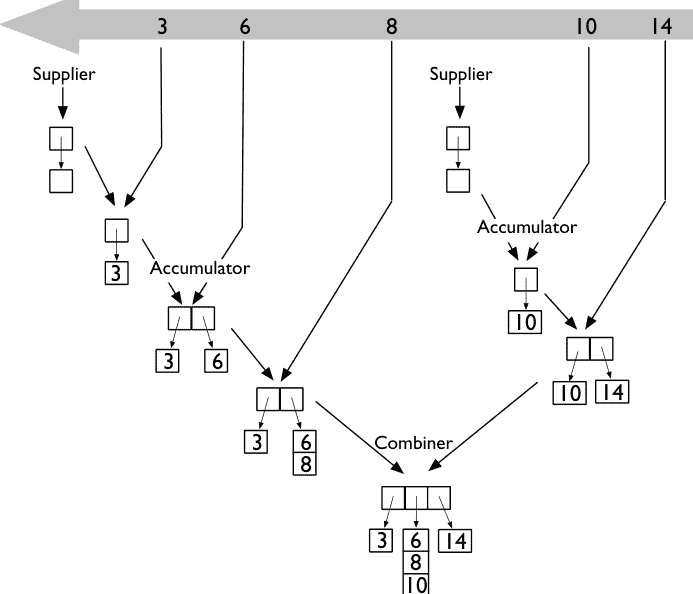 3 6 8 10 14
Supplier Supplier
Accumulator
3
Accumulator
10
3 6
10 14
3 6
8
Combiner
3 6 14
8
10